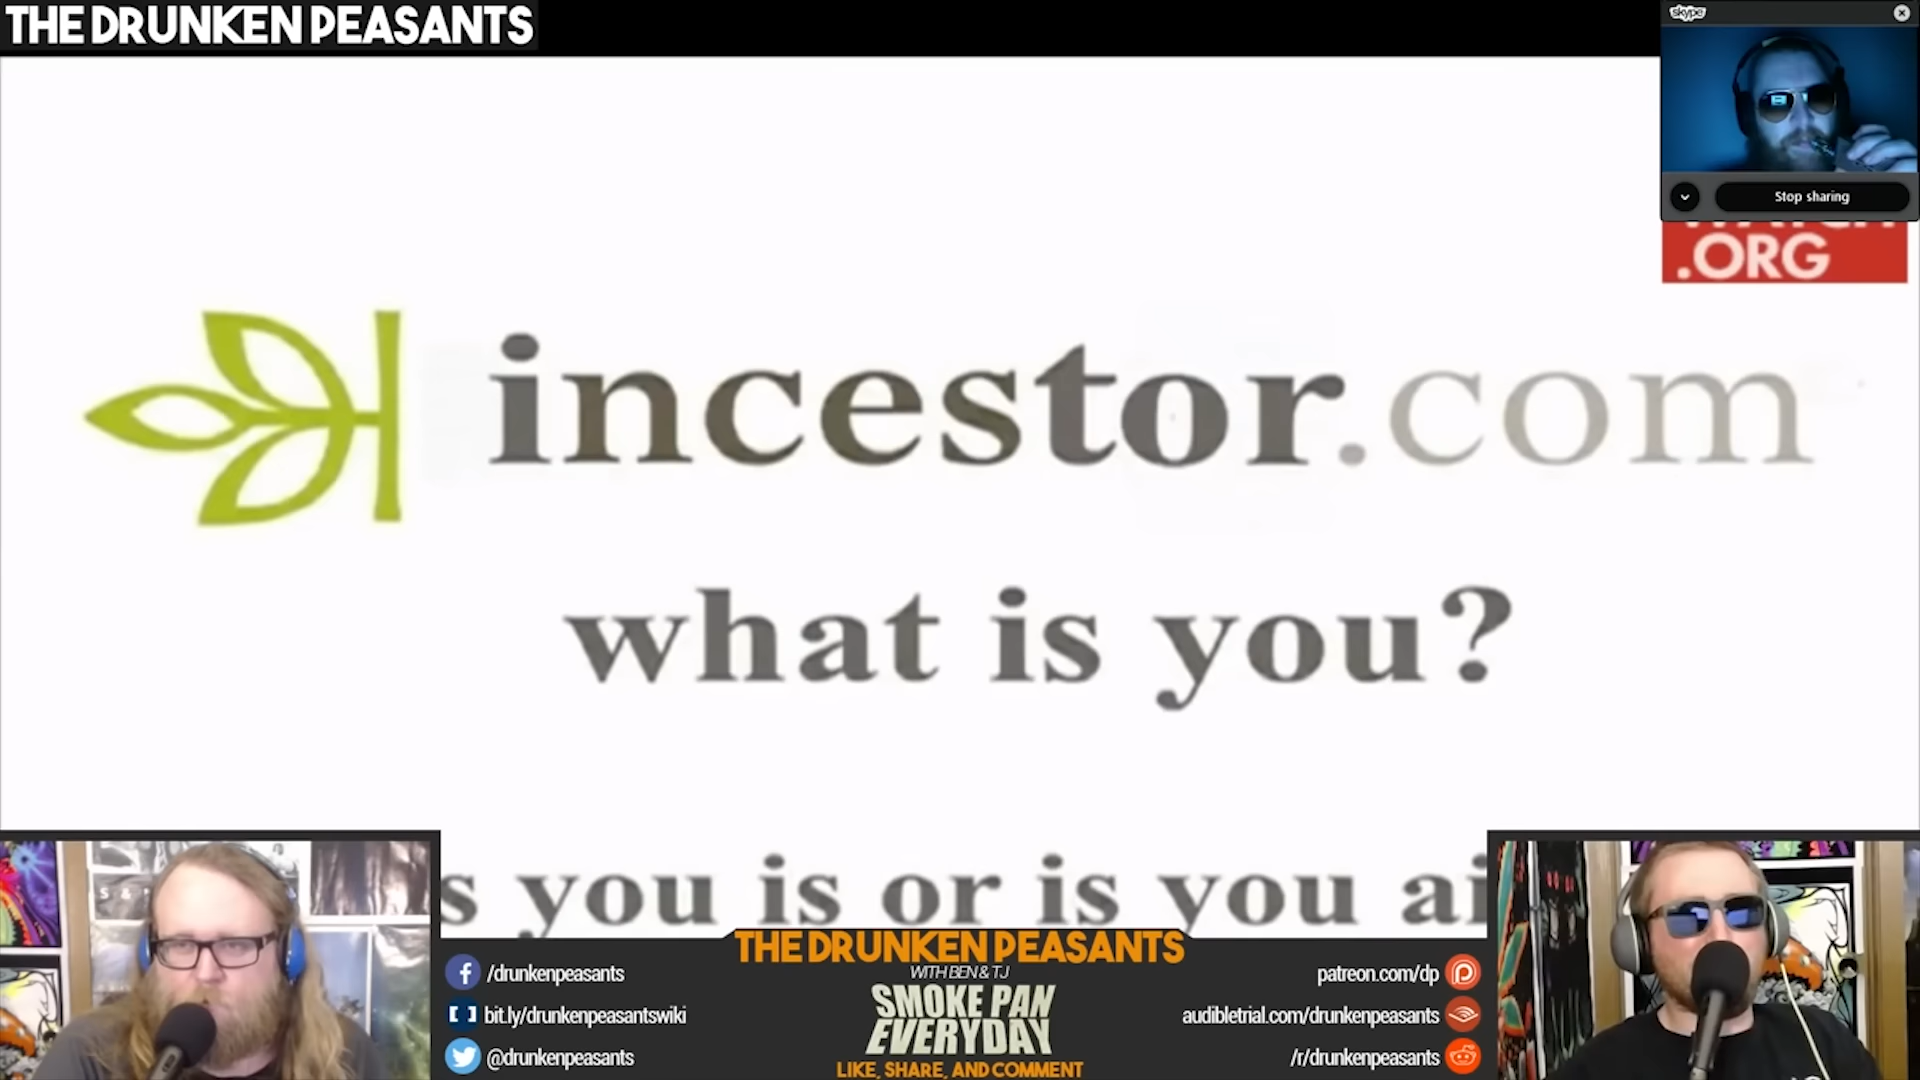 THE DRUNKEN PEASANTS
skype
Stop sharing
.ORG
incestor.com
what is you?
s you is or is you ai
THE DRUNKEN PEASANTS
WITH BEN & TJ
SMOKE PAN
EVERYDAY
LIKE, SHARE, AND COMMENT
/drunkenpeasants
bit.ly/drunkenpeasantswiki
@drunkenpeasants
patreon.com/dp
audibletrial.com/drunkenpeasants
/r/drunkenpeasants